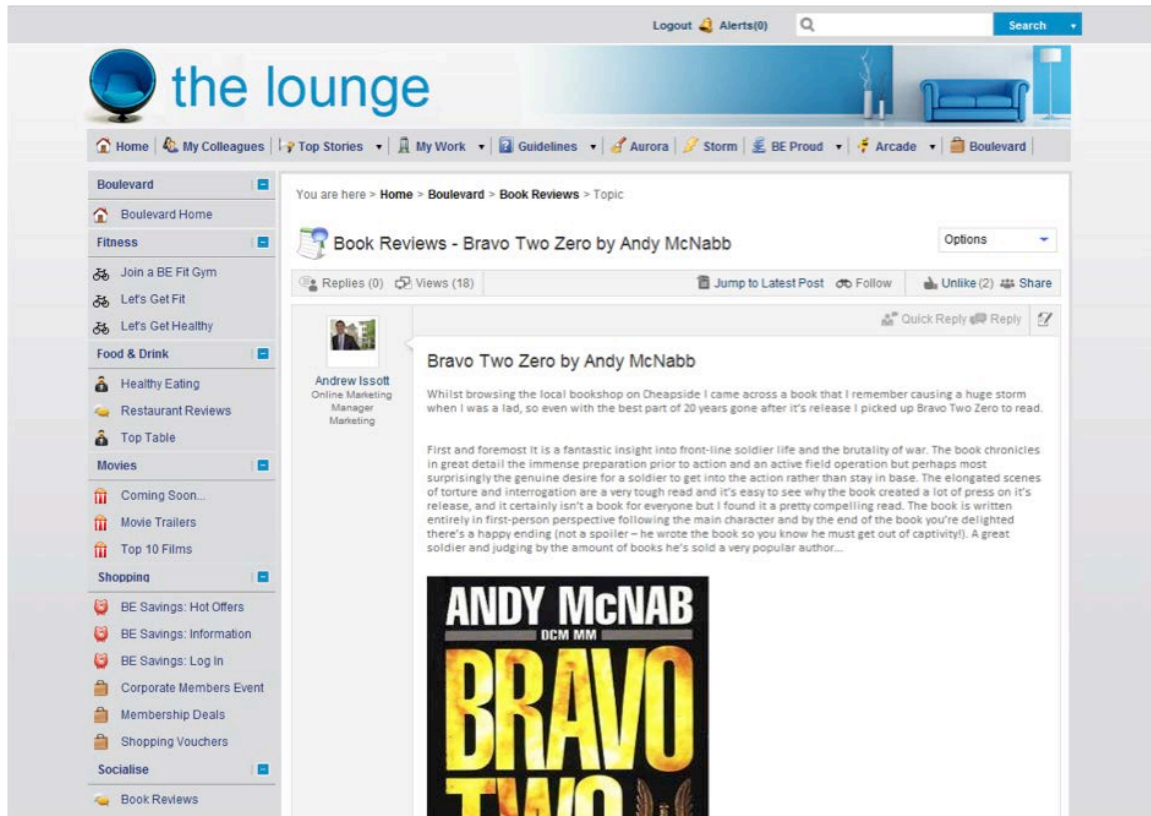 Logout Alerts(0) Search
the lounge
Home My Colleagues Top Stories My Work Guidelines Aurora Storm BE Proud Arcade Boulevard
Boulevard
Boulevard Home
Fitness
Join a BE Fit Gym
Let's Get Fit
Let's Get Healthy
Food & Drink
Healthy Eating
Restaurant Reviews
Top Table
Movies
Coming Soon...
Movie Trailers
Top 10 Films
Shopping
BE Savings: Hot Offers
BE Savings: Information
BE Savings: Log In
Corporate Members Event
Membership Deals
Shopping Vouchers
Socialise
Book Reviews
You are here > Home > Boulevard > Book Reviews > Topic
Book Reviews - Bravo Two Zero by Andy McNabb
Options
Replies (0) Views (18) Jump to Latest Post Follow Unlike (2) Share
Quick Reply Reply
Andrew Issott
Online Marketing
Manager
Marketing
Bravo Two Zero by Andy McNabb
Whilst browsing the local bookshop on Cheapside I came across a book that I remember causing a huge storm
when I was a lad, so even with the best part of 20 years gone after it's release I picked up Bravo Two Zero to read.
First and foremost It is a fantastic insight into front-line soldier life and the brutality of war. The book chronicles
in great detail the immense preparation prior to action and an active field operation but perhaps most
surprisingly the genuine desire for a soldier to get into the action rather than stay in base. The elongated scenes
of torture and interrogation are a very tough read and it's easy to see why the book created a lot of press on it's
release, and it certainly isn't a book for everyone but I found it a pretty compelling read. The book is written
entirely in first-person perspective following the main character and by the end of the book you're delighted
there's a happy ending (not a spoiler – he wrote the book so you know he must get out of captivity!). A great
soldier and judging by the amount of books he's sold a very popular author...
ANDY McNAB
DCM MM
BRAVO
TWO